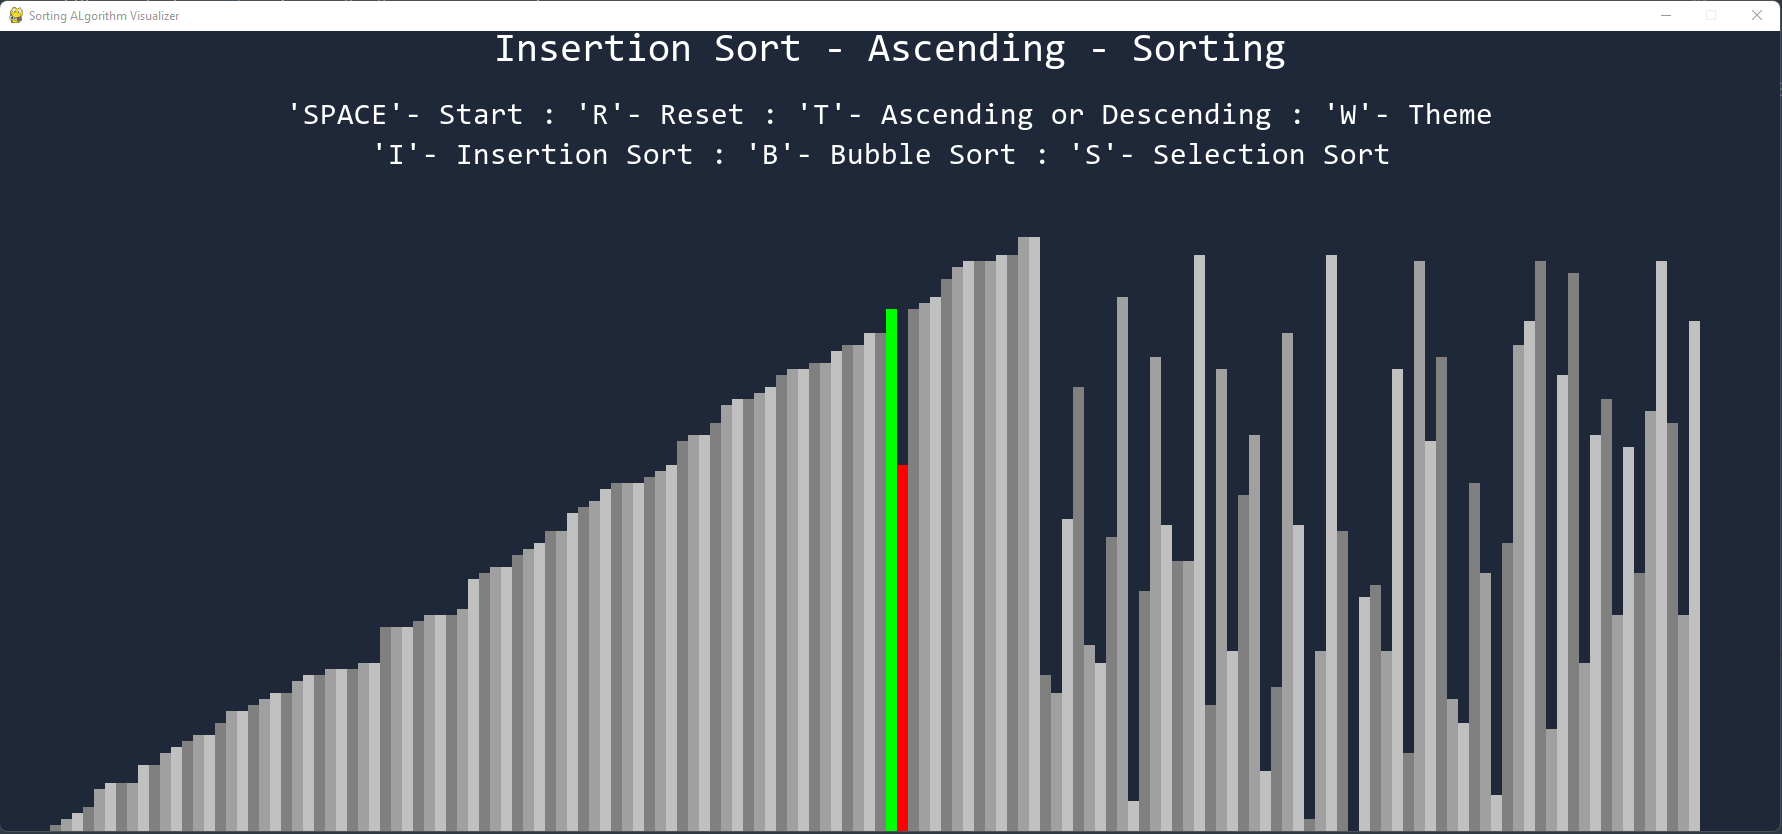 Sorting ALgorithm Visualizer
Insertion Sort - Ascending - Sorting
'SPACE'- Start : 'R'- Reset : 'T'- Ascending or Descending : 'W'- Theme
'I'- Insertion Sort : 'B'- Bubble Sort : 'S'- Selection Sort